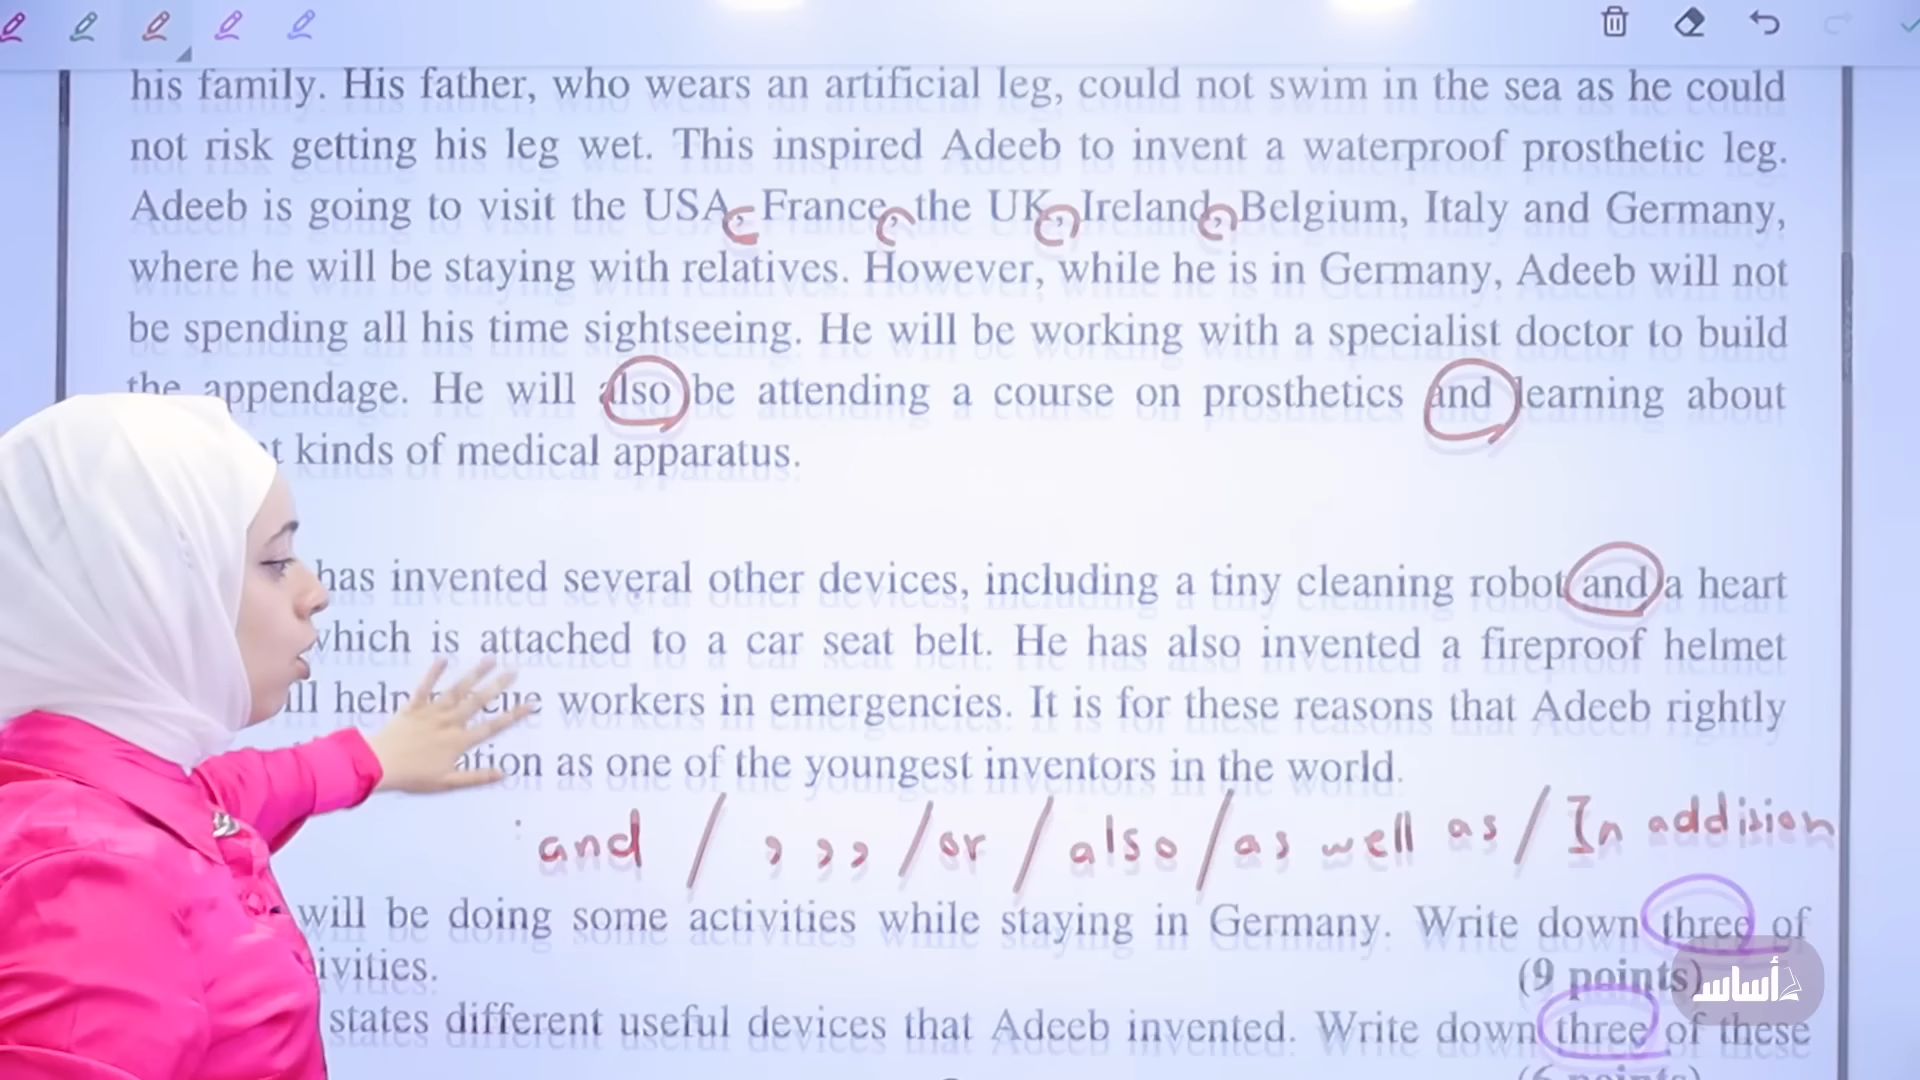 his family. His father, who wears an artificial leg, could not swim in the sea as he could
not risk getting his leg wet. This inspired Adeeb to invent a waterproof prosthetic leg.
Adeeb is going to visit the USA, France, the UK, Ireland, Belgium, Italy and Germany,
where he will be staying with relatives. However, while he is in Germany, Adeeb will not
be spending all his time sightseeing. He will be working with a specialist doctor to build
the appendage. He will also be attending a course on prosthetics and learning about
kinds of medical apparatus.
has invented several other devices, including a tiny cleaning robot and a heart
which is attached to a car seat belt. He has also invented a fireproof helmet
workers in emergencies. It is for these reasons that Adeeb rightly
as one of the youngest inventors in the world.
and / , , , / or / also / as well as / In addition
will be doing some activities while staying in Germany. Write down three of
(9 points)
states different useful devices that Adeeb invented. Write down three of these
أساس